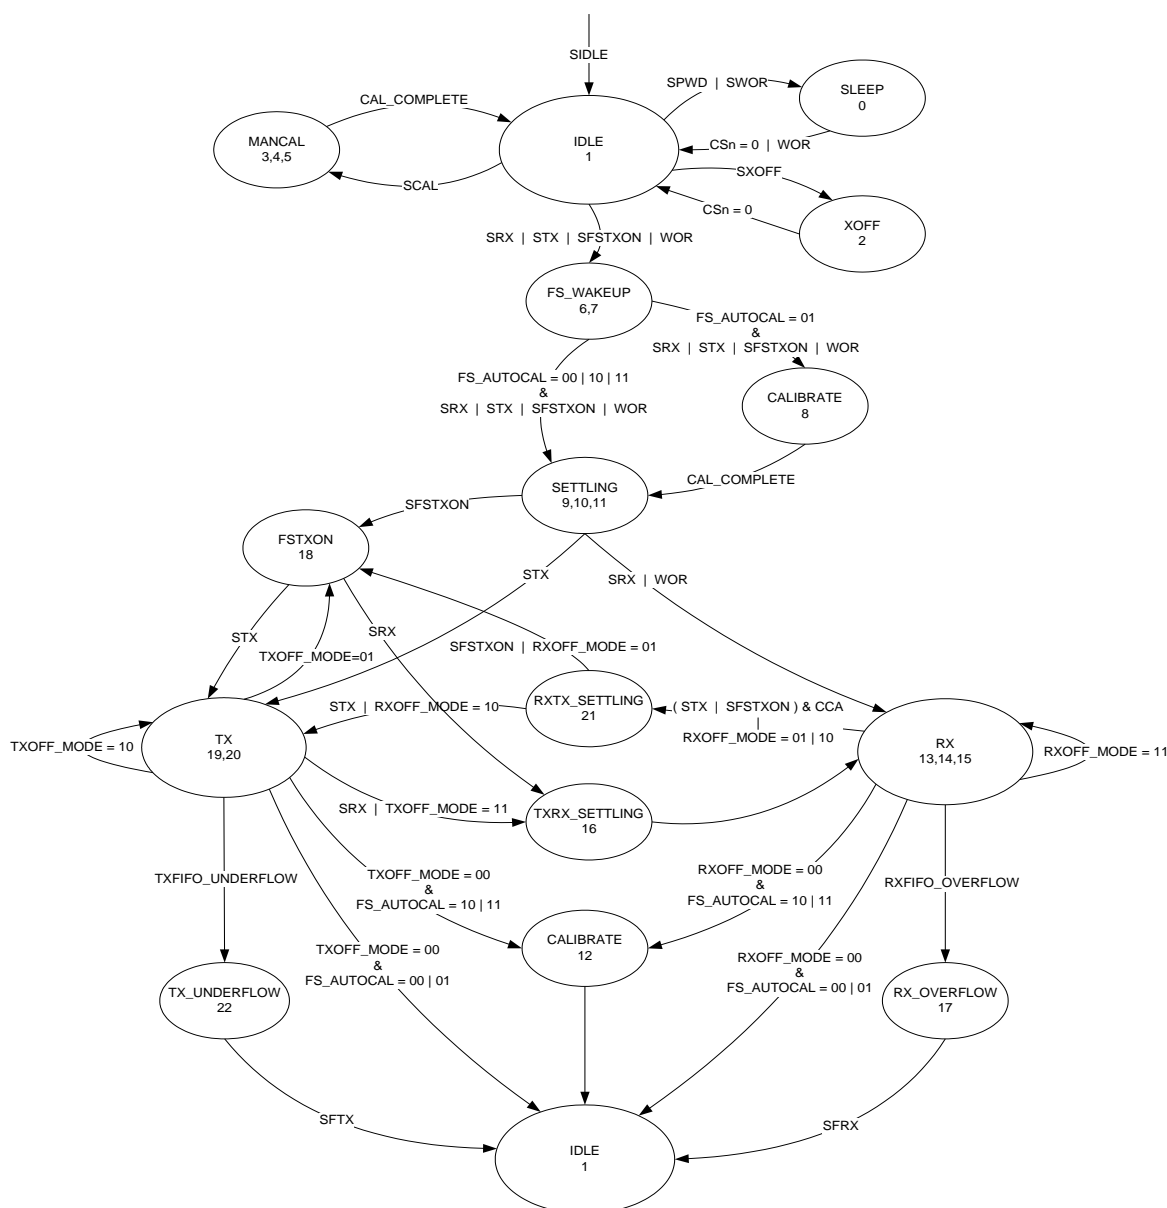 SIDLE
SPWD | SWOR
SLEEP
0
CAL_COMPLETE
MANCAL
3,4,5
IDLE
1
CSn = 0 | WOR
SCAL
SXOFF
CSn = 0
XOFF
2
SRX | STX | SFSTXON | WOR
FS_WAKEUP
6,7
FS_AUTOCAL = 01
&
SRX | STX | SFSTXON | WOR
FS_AUTOCAL = 00 | 10 | 11
&
SRX | STX | SFSTXON | WOR
CALIBRATE
8
CAL_COMPLETE
SETTLING
9,10,11
SFSTXON
FSTXON
18
STX
SRX | WOR
STX
SRX
TXOFF_MODE=01
SFSTXON | RXOFF_MODE = 01
RXTX_SETTLING
21
STX | RXOFF_MODE = 10
( STX | SFSTXON ) & CCA
|
RXOFF_MODE = 01 | 10
TXOFF_MODE = 10
TX
19,20
RX
13,14,15
RXOFF_MODE = 11
SRX | TXOFF_MODE = 11
TXRX_SETTLING
16
TXFIFO_UNDERFLOW
TXOFF_MODE = 00
&
FS_AUTOCAL = 10 | 11
RXOFF_MODE = 00
&
FS_AUTOCAL = 10 | 11
RXFIFO_OVERFLOW
CALIBRATE
12
TXOFF_MODE = 00
&
FS_AUTOCAL = 00 | 01
RXOFF_MODE = 00
&
FS_AUTOCAL = 00 | 01
TX_UNDERFLOW
22
RX_OVERFLOW
17
SFTX
SFRX
IDLE
1